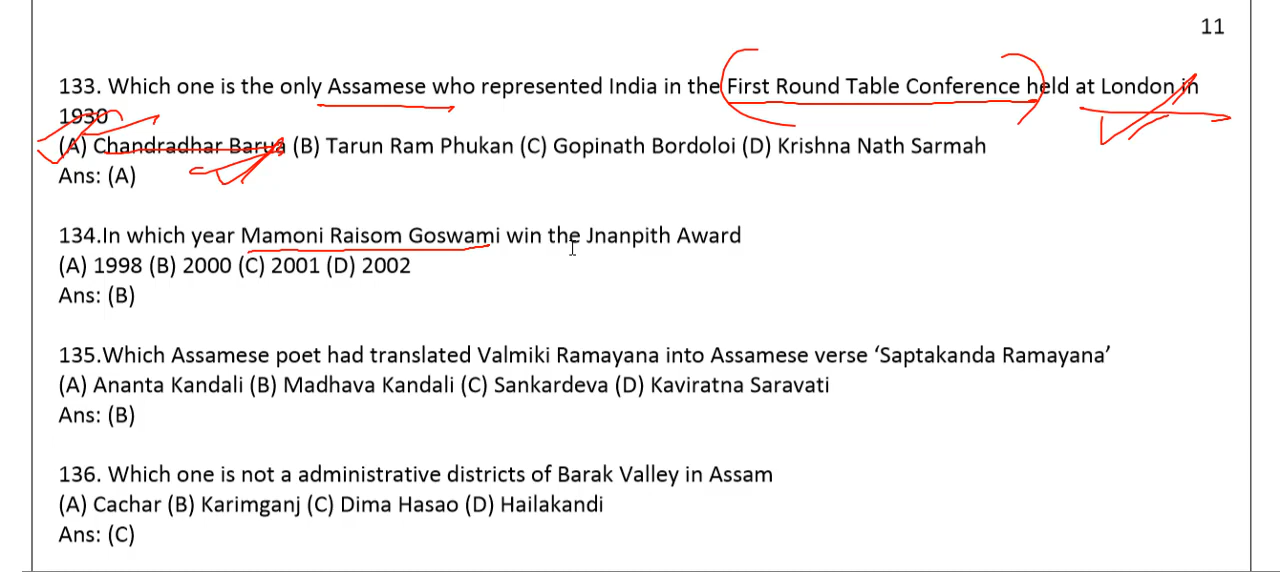 11
133. Which one is the only Assamese who represented India in the First Round Table Conference held at London in
1930
(A) Chandradhar Barua (B) Tarun Ram Phukan (C) Gopinath Bordoloi (D) Krishna Nath Sarmah
Ans: (A)
134.In which year Mamoni Raisom Goswami win the Jnanpith Award
(A) 1998 (B) 2000 (C) 2001 (D) 2002
Ans: (B)
135.Which Assamese poet had translated Valmiki Ramayana into Assamese verse ‘Saptakanda Ramayana’
(A) Ananta Kandali (B) Madhava Kandali (C) Sankardeva (D) Kaviratna Saravati
Ans: (B)
136. Which one is not a administrative districts of Barak Valley in Assam
(A) Cachar (B) Karimganj (C) Dima Hasao (D) Hailakandi
Ans: (C)